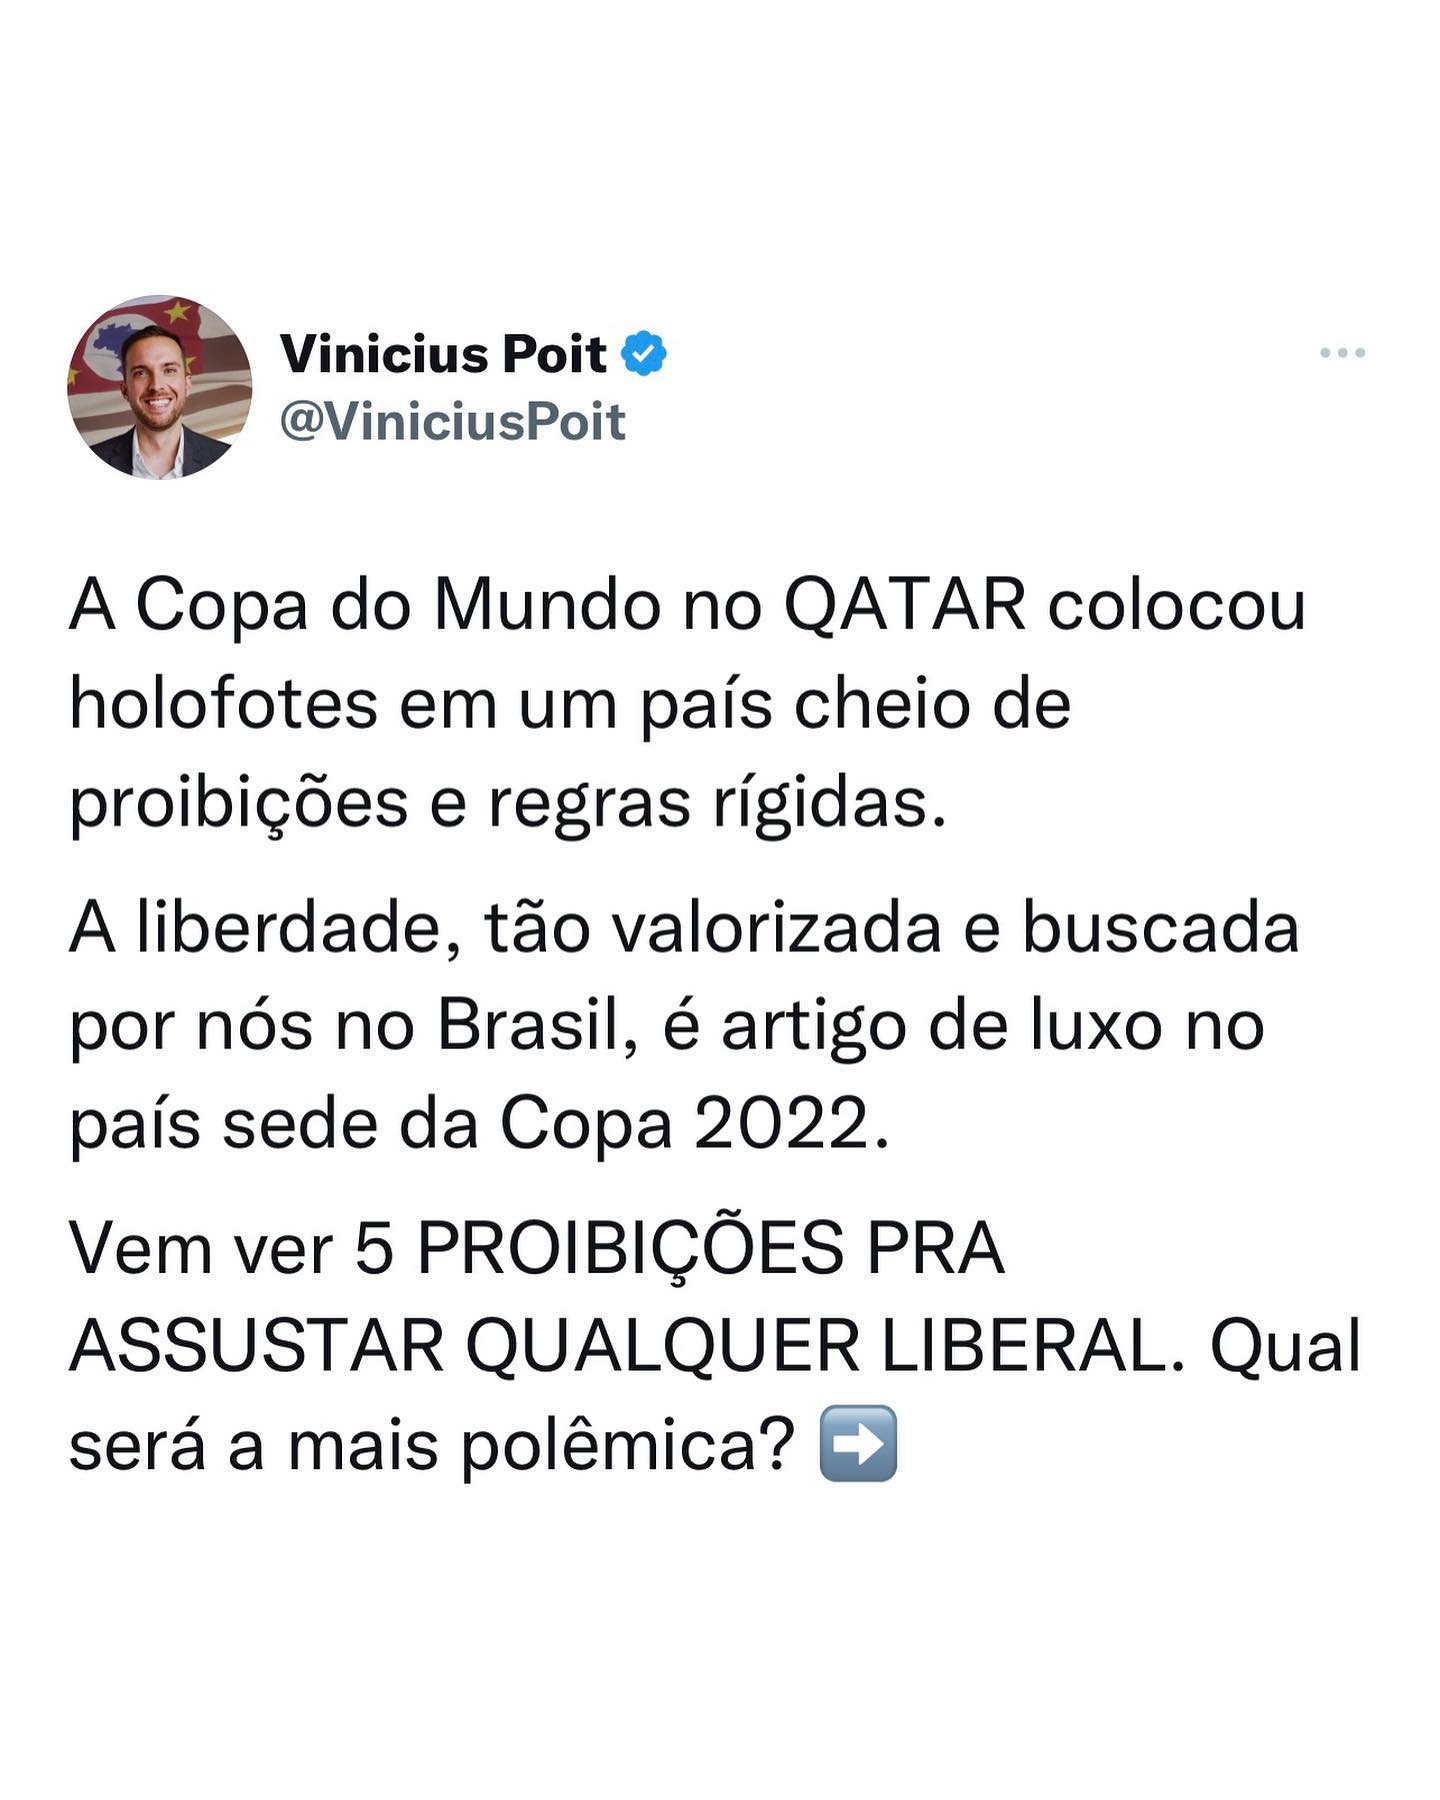 Vinicius Poit
@ViniciusPoit
A Copa do Mundo no QATAR colocou
holofotes em um país cheio de
proibições e regras rígidas.
A liberdade, tão valorizada e buscada
por nós no Brasil, é artigo de luxo no
país sede da Copa 2022.
Vem ver 5 PROIBIÇÕES PRA
ASSUSTAR QUALQUER LIBERAL. Qual
será a mais polêmica? ➡️